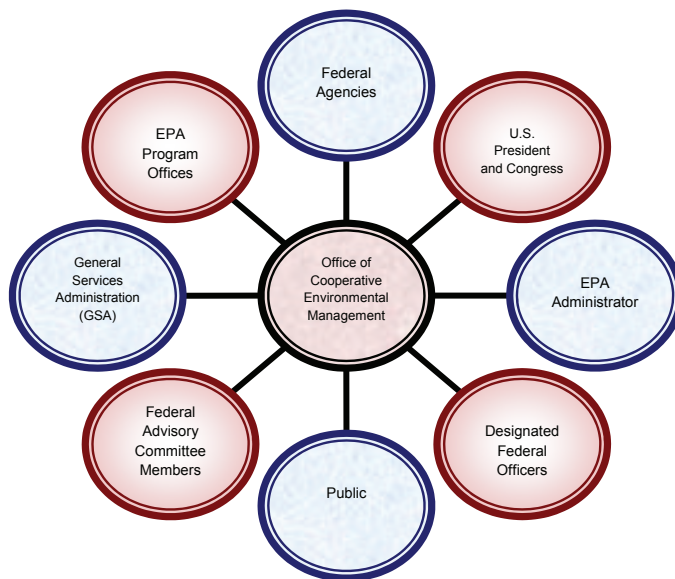 Federal
Agencies
EPA
Program
Offices
U.S.
President
and Congress
General
Services
Administration
(GSA)
Office of
Cooperative
Environmental
Management
EPA
Administrator
Federal
Advisory
Committee
Members
Designated
Federal
Officers
Public